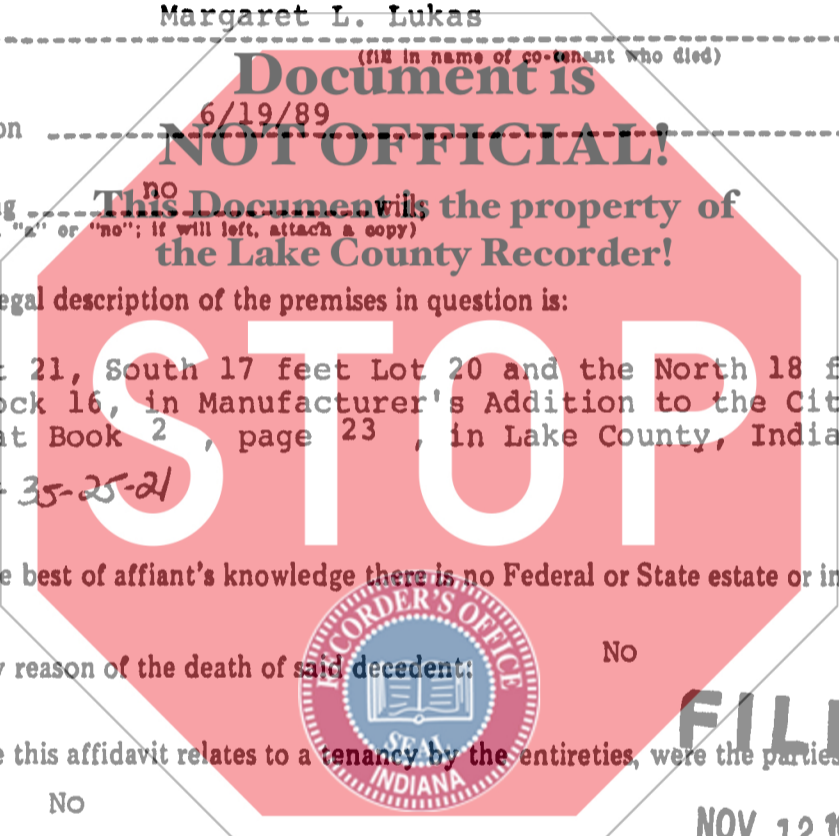 Margaret L. Lukas
(fill in name of co-tenant who died)
Document is
on 6/19/89
NOT OFFICIAL!
no will;
This Document is the property of
"a" or "no"; if will left, attach a copy)
the Lake County Recorder!
egal description of the premises in question is:
21, South 17 feet Lot 20 and the North 18 f
ock 16, in Manufacturer's Addition to the Cit
at Book 2 , page 23 , in Lake County, India
35-25-21
STOP
e best of affiant's knowledge there is no Federal or State estate or in
RECORDER'S OFFICE
No
y reason of the death of said decedent:
SEAL
INDIANA
FIL
e this affidavit relates to a tenancy by the entireties, were the parties
No
NOV 12 1